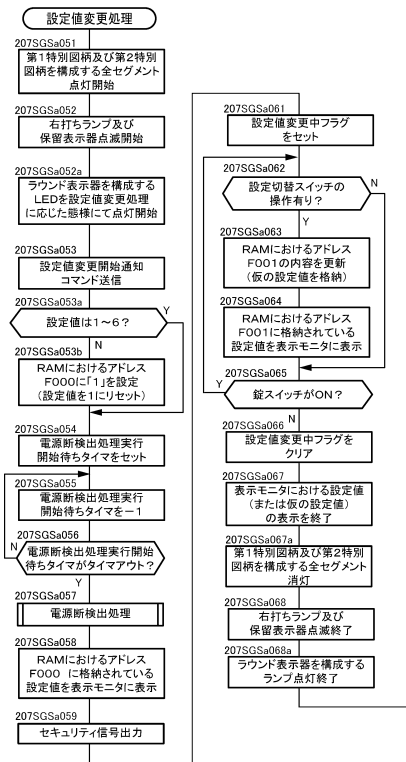 設定値変更処理
207SGSa051
第1特別図柄及び第2特別
図柄を構成する全セグメント
点灯開始
207SGSa052
右打ちランプ及び
保留表示器点滅開始
207SGSa052a
ラウンド表示器を構成する
LEDを設定値変更処理
に応じた態様にて点灯開始
207SGSa053
設定値変更開始通知
コマンド送信
207SGSa053a
設定値は1～6？
Y
N
207SGSa053b
RAMにおけるアドレス
F000に「1」を設定
(設定値を1にリセット)
207SGSa054
電源断検出処理実行
開始待ちタイマをセット
207SGSa055
電源断検出処理実行
開始待ちタイマを－1
207SGSa056
電源断検出処理実行開始
待ちタイマがタイムアウト？
N
Y
207SGSa057
電源断検出処理
207SGSa058
RAMにおけるアドレス
F000 に格納されている
設定値を表示モニタに表示
207SGSa059
セキュリティ信号出力
207SGSa061
設定値変更中フラグ
をセット
207SGSa062
設定切替スイッチの
操作有り？
N
Y
207SGSa063
RAMにおけるアドレス
F001の内容を更新
(仮の設定値を格納)
207SGSa064
RAMにおけるアドレス
F001に格納されている
設定値を表示モニタに表示
207SGSa065
Y
錠スイッチがON？
N
207SGSa066
設定値変更中フラグを
クリア
207SGSa067
表示モニタにおける設定値
(または仮の設定値)
の表示を終了
207SGSa067a
第1特別図柄及び第2特別
図柄を構成する全セグメント
消灯
207SGSa068
右打ちランプ及び
保留表示器点滅終了
207SGSa068a
ラウンド表示器を構成する
ランプ点灯終了